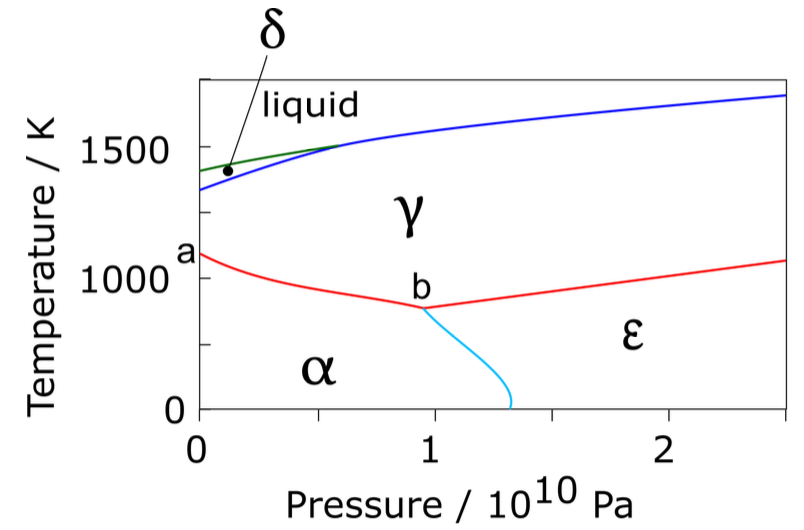 δ
liquid
1500
γ
a
1000
b
ε
α
0
0
1
2
Temperature / K
Pressure / 10¹⁰ Pa